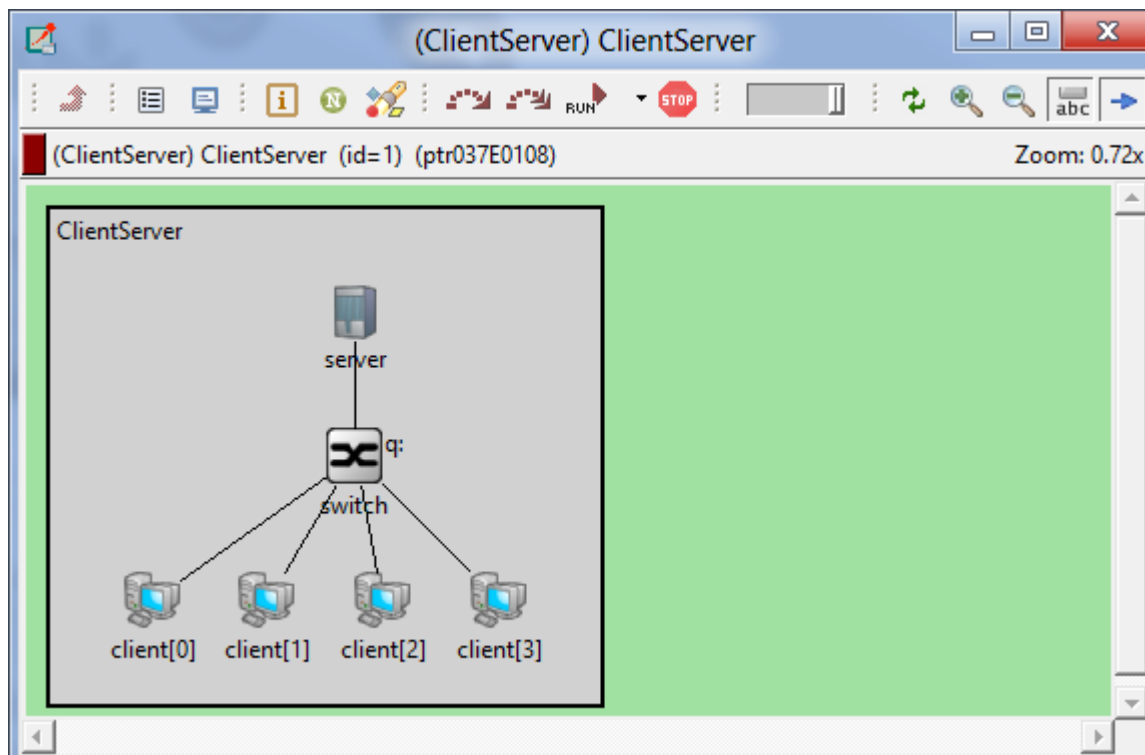 (ClientServer) ClientServer
i N RUN STOP abc
(ClientServer) ClientServer (id=1) (ptr037E0108) Zoom: 0.72x
ClientServer
server
q:
switch
client[0] client[1] client[2] client[3]